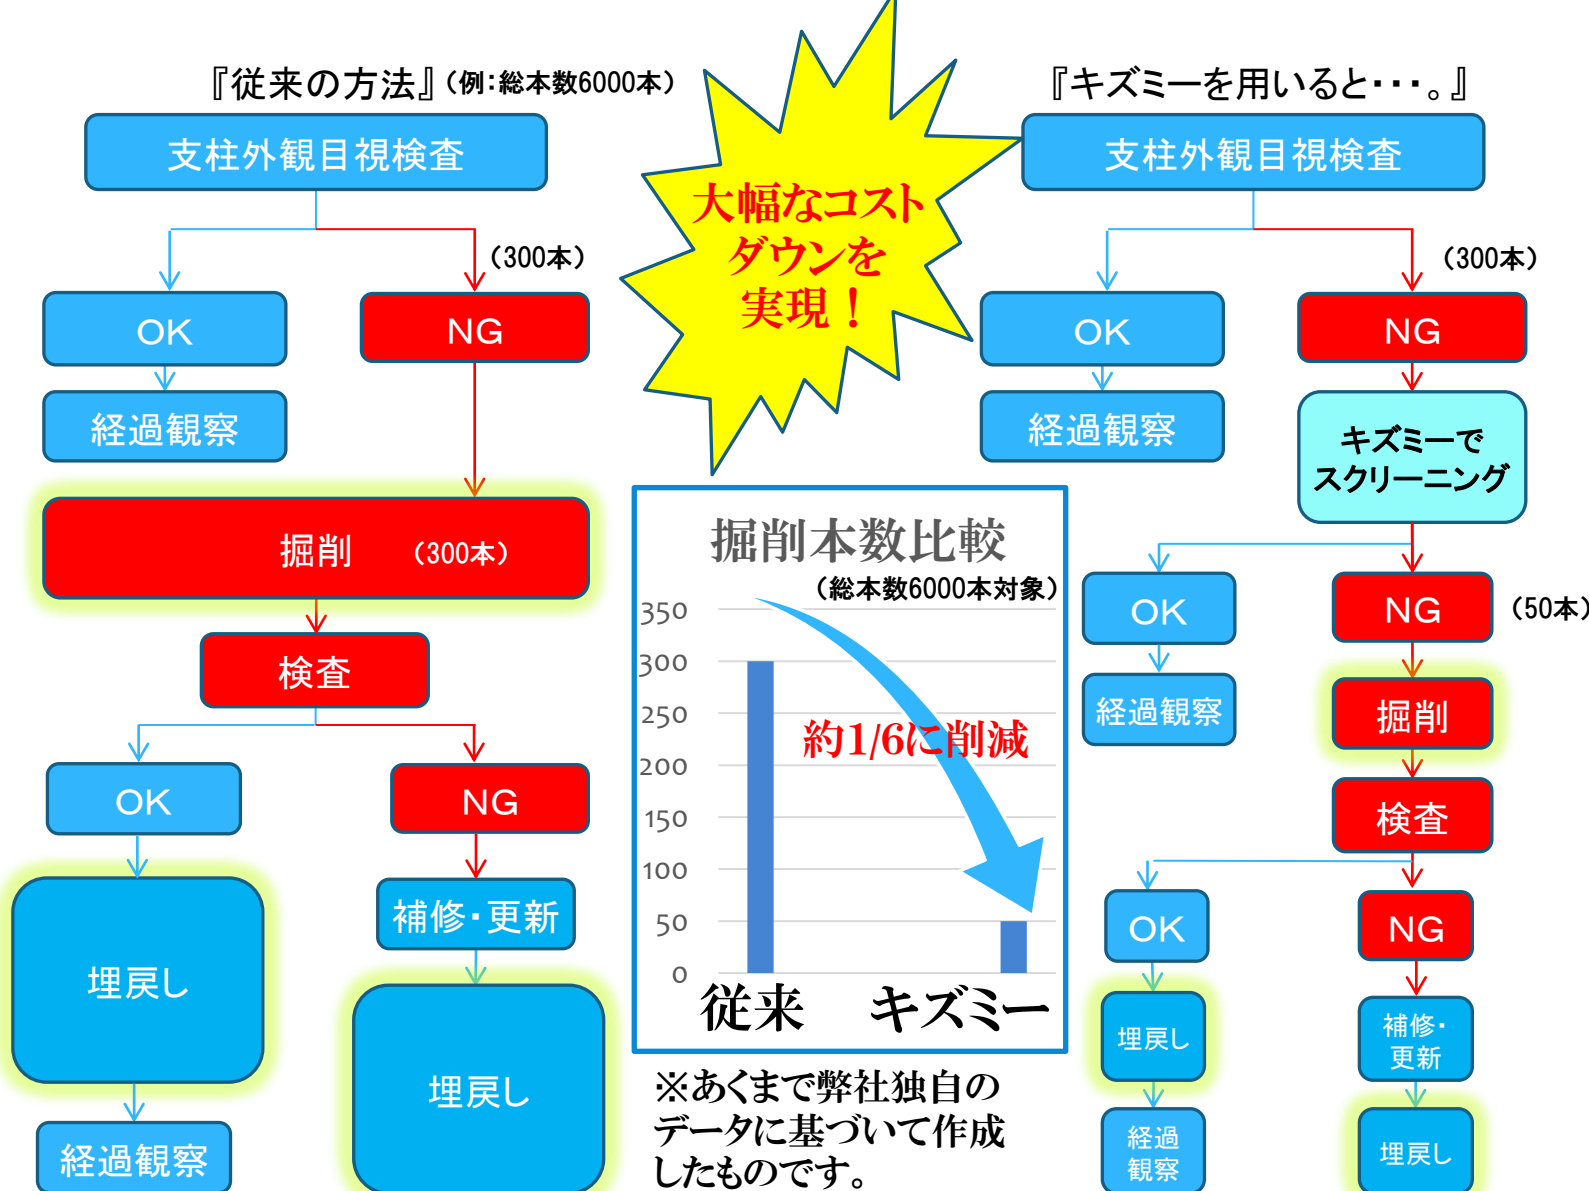 『従来の方法』（例：総本数6000本）
支柱外観目視検査
（300本）
OK
NG
経過観察
掘削　（300本）
検査
OK
NG
埋戻し
補修・更新
埋戻し
経過観察
大幅なコスト
ダウンを
実現！
掘削本数比較
（総本数6000本対象）
350
300
250
200
150
100
50
0
約1/6に削減
従来　キズミー
※あくまで弊社独自の
データに基づいて作成
したものです。
『キズミーを用いると・・・。』
支柱外観目視検査
（300本）
OK
NG
経過観察
キズミーで
スクリーニング
OK
NG
（50本）
経過観察
掘削
検査
OK
NG
埋戻し
補修・
更新
経過
観察
埋戻し